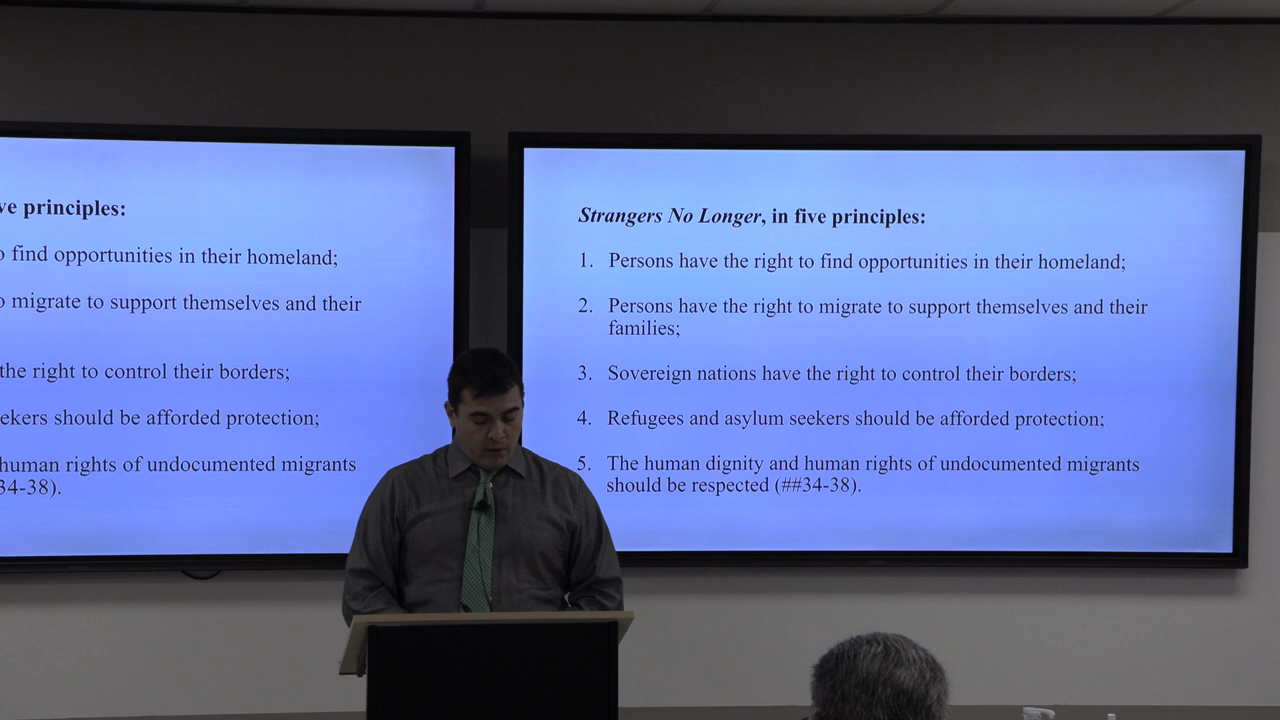 ve principles:
o find opportunities in their homeland;
o migrate to support themselves and their
the right to control their borders;
ekers should be afforded protection;
human rights of undocumented migrants
34-38).
Strangers No Longer, in five principles:
1. Persons have the right to find opportunities in their homeland;
2. Persons have the right to migrate to support themselves and their
families;
3. Sovereign nations have the right to control their borders;
4. Refugees and asylum seekers should be afforded protection;
5. The human dignity and human rights of undocumented migrants
should be respected (##34-38).